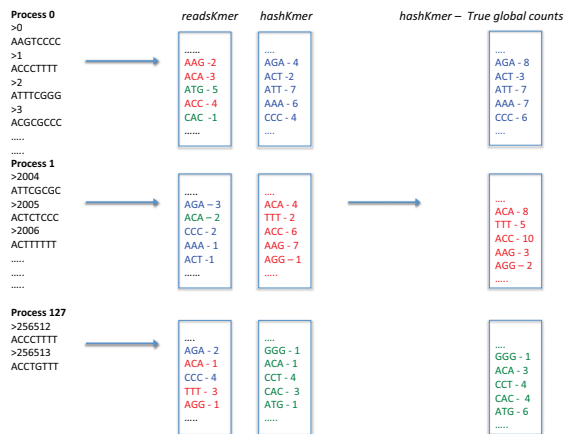 readsKmer hashKmer hashKmer – True global counts
Process 0
>0
AAGTCCCC
>1
ACCCTTTT
>2
ATTTCGGG
>3
ACGCGCCC
.....
.....
......
AAG -2
ACA -3
ATG - 5
ACC - 4
CAC -1
......
....
AGA - 4
ACT -2
ATT - 7
AAA - 6
CCC - 4
....
....
AGA - 8
ACT -3
ATT - 7
AAA - 7
CCC - 6
....
Process 1
>2004
ATTCGCGC
>2005
ACTCTCCC
>2006
ACTTTTTT
.....
.....
.....
.....
AGA – 3
ACA – 2
CCC - 2
AAA - 1
ACT -1
......
....
ACA - 4
TTT - 2
ACC - 6
AAG - 7
AGG – 1
.....
....
ACA - 8
TTT - 5
ACC - 10
AAG - 3
AGG – 2
.....
Process 127
>256512
ACCCTTTT
>256513
ACCTGTTT
....
AGA - 2
ACA - 1
CCC - 4
TTT - 3
AGG - 1
.....
....
GGG - 1
ACA - 1
CCT - 4
CAC - 3
ATG - 1
.....
....
GGG - 1
ACA - 3
CCT - 4
CAC - 4
ATG - 6
.....